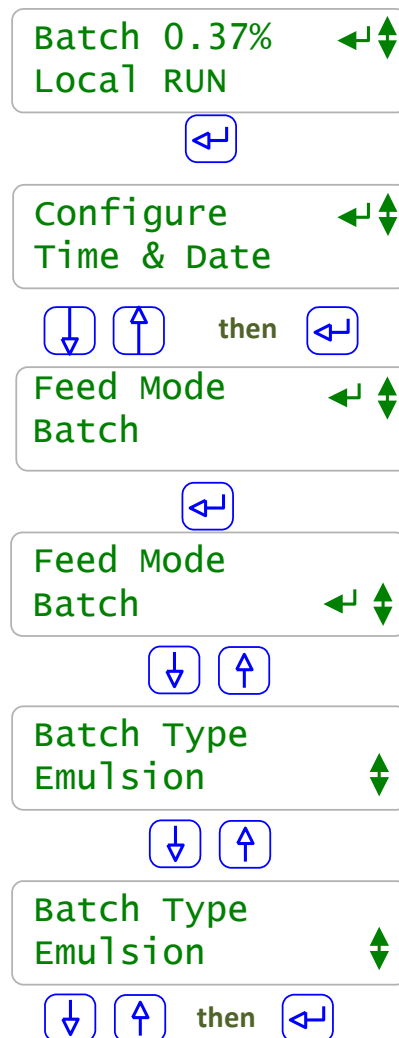 Batch 0.37%
Local RUN
Configure
Time & Date
then
Feed Mode
Batch
Feed Mode
Batch
Batch Type
Emulsion
Batch Type
Emulsion
then